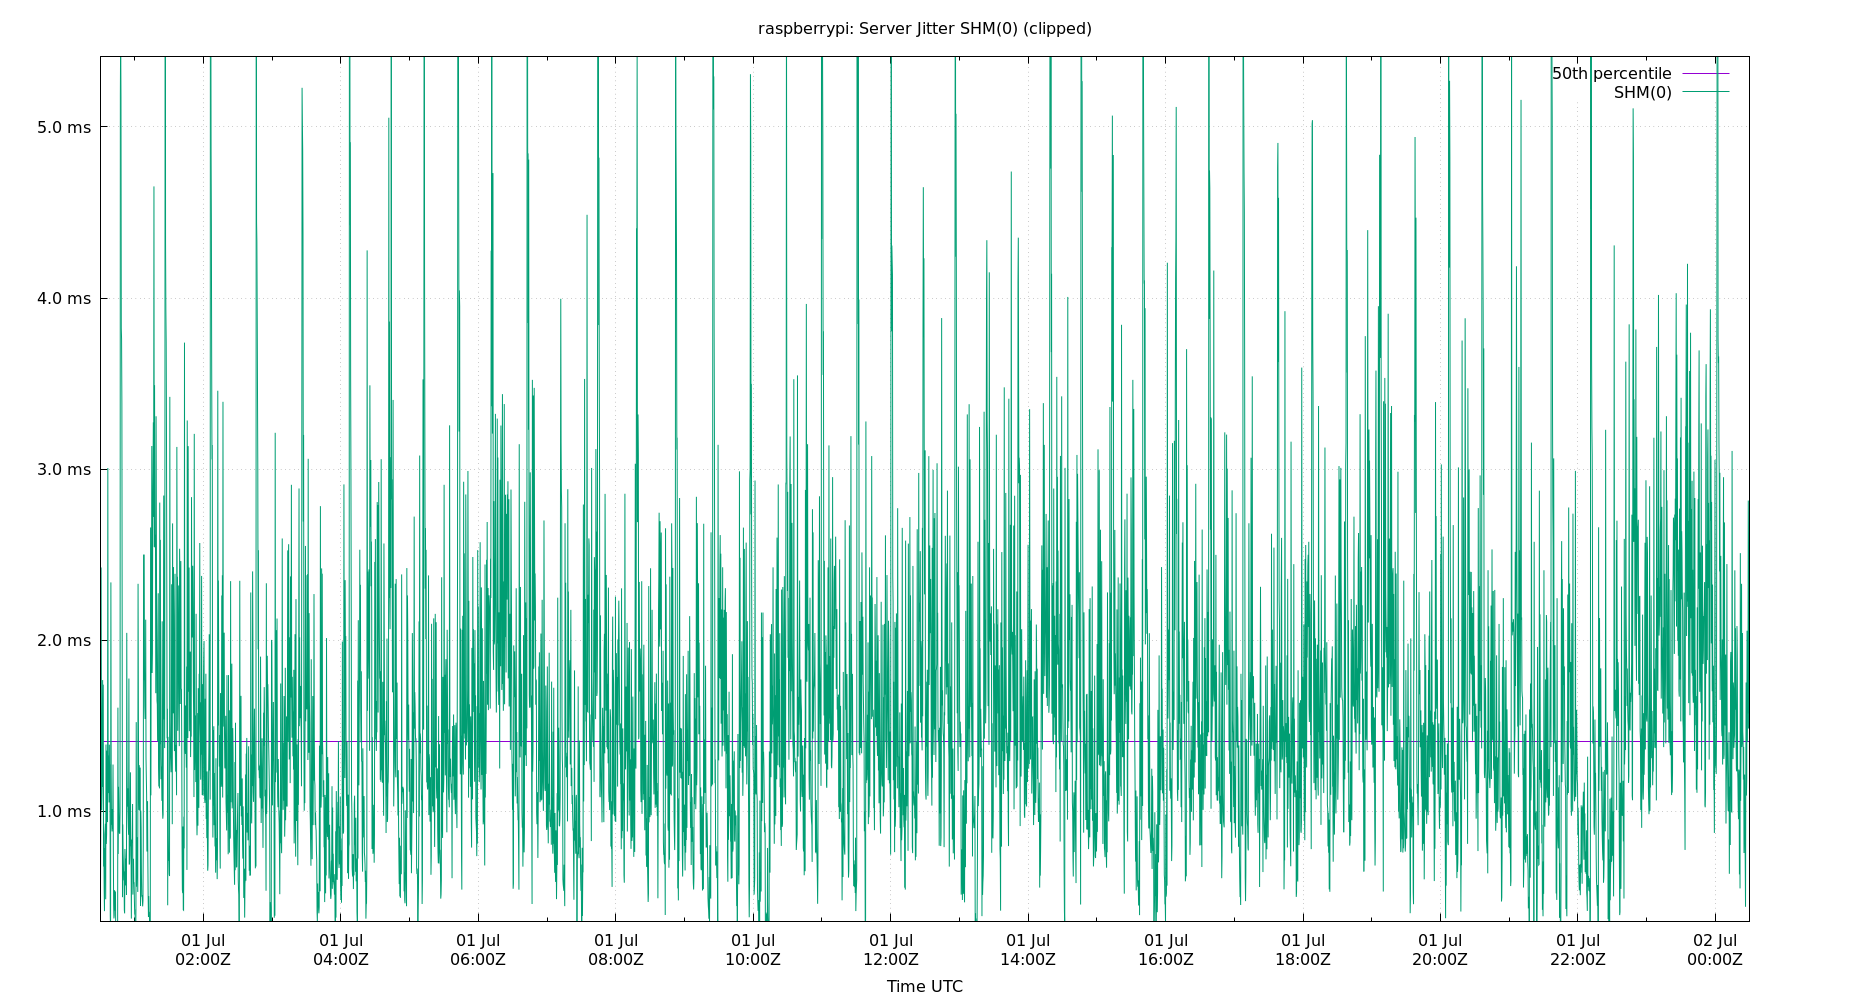 raspberrypi: Server Jitter SHM(0) (clipped)
50th percentile
SHM(0)
5.0 ms
4.0 ms
3.0 ms
2.0 ms
1.0 ms
01 Jul 01 Jul 01 Jul 01 Jul 01 Jul 01 Jul 01 Jul 01 Jul 01 Jul 01 Jul 01 Jul 02 Jul
02:00Z 04:00Z 06:00Z 08:00Z 10:00Z 12:00Z 14:00Z 16:00Z 18:00Z 20:00Z 22:00Z 00:00Z
Time UTC